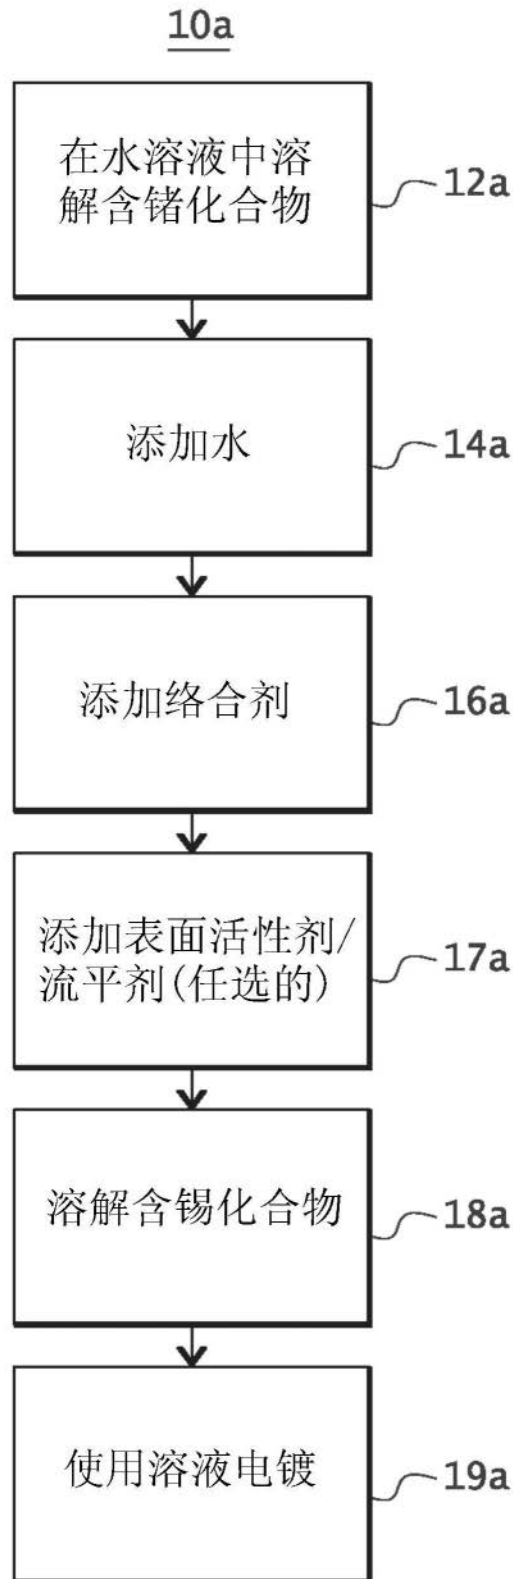 10a
在水溶液中溶
解含锗化合物
12a
添加水
14a
添加络合剂
16a
添加表面活性剂/
流平剂(任选的)
17a
溶解含锡化合物
18a
使用溶液电镀
19a